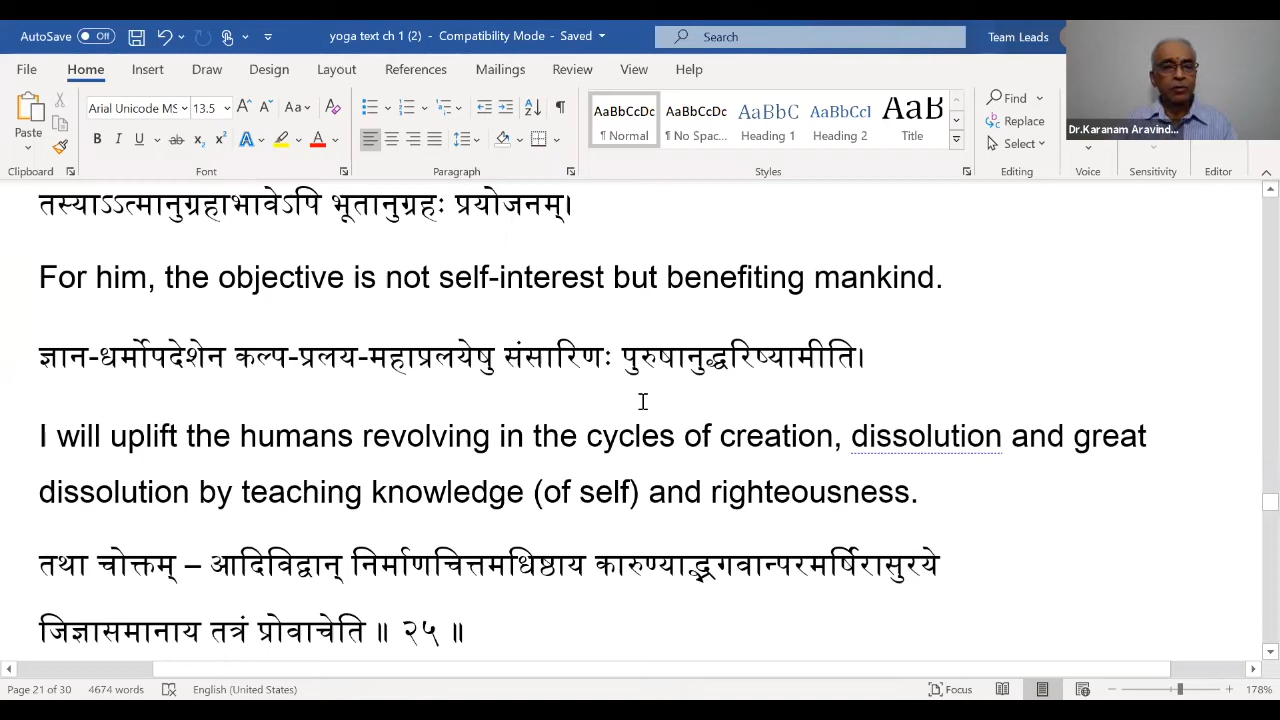 AutoSave Off yoga text ch 1 (2) - Compatibility Mode - Saved Search Team Leads
File Home Insert Draw Design Layout References Mailings Review View Help
Dr.Karanam Aravind...
Arial Unicode MS 13.5 AaBbCcDc AaBbCcDc AaBbC AaBbCcI AaB Find
Paste Replace
¶ Normal ¶ No Spac... Heading 1 Heading 2 Title Select
Clipboard Font Paragraph Styles Editing Voice Sensitivity Editor
तस्याऽऽत्मानुग्रहाभावेऽपि भूतानुग्रहः प्रयोजनम्।
For him, the objective is not self-interest but benefiting mankind.
ज्ञान-धर्मोपदेशेन कल्प-प्रलय-महाप्रलयेषु संसारिणः पुरुषानुद्धरिष्यामीति।
I will uplift the humans revolving in the cycles of creation, dissolution and great
dissolution by teaching knowledge (of self) and righteousness.
तथा चोक्तम् – आदिविद्वान् निर्माणचित्तमधिष्ठाय कारुण्याद्भगवान्परमर्षिरासुरये
जिज्ञासमानाय तत्रं प्रोवाचेति ॥ २५ ॥
Page 21 of 30 4674 words English (United States) Focus 178%